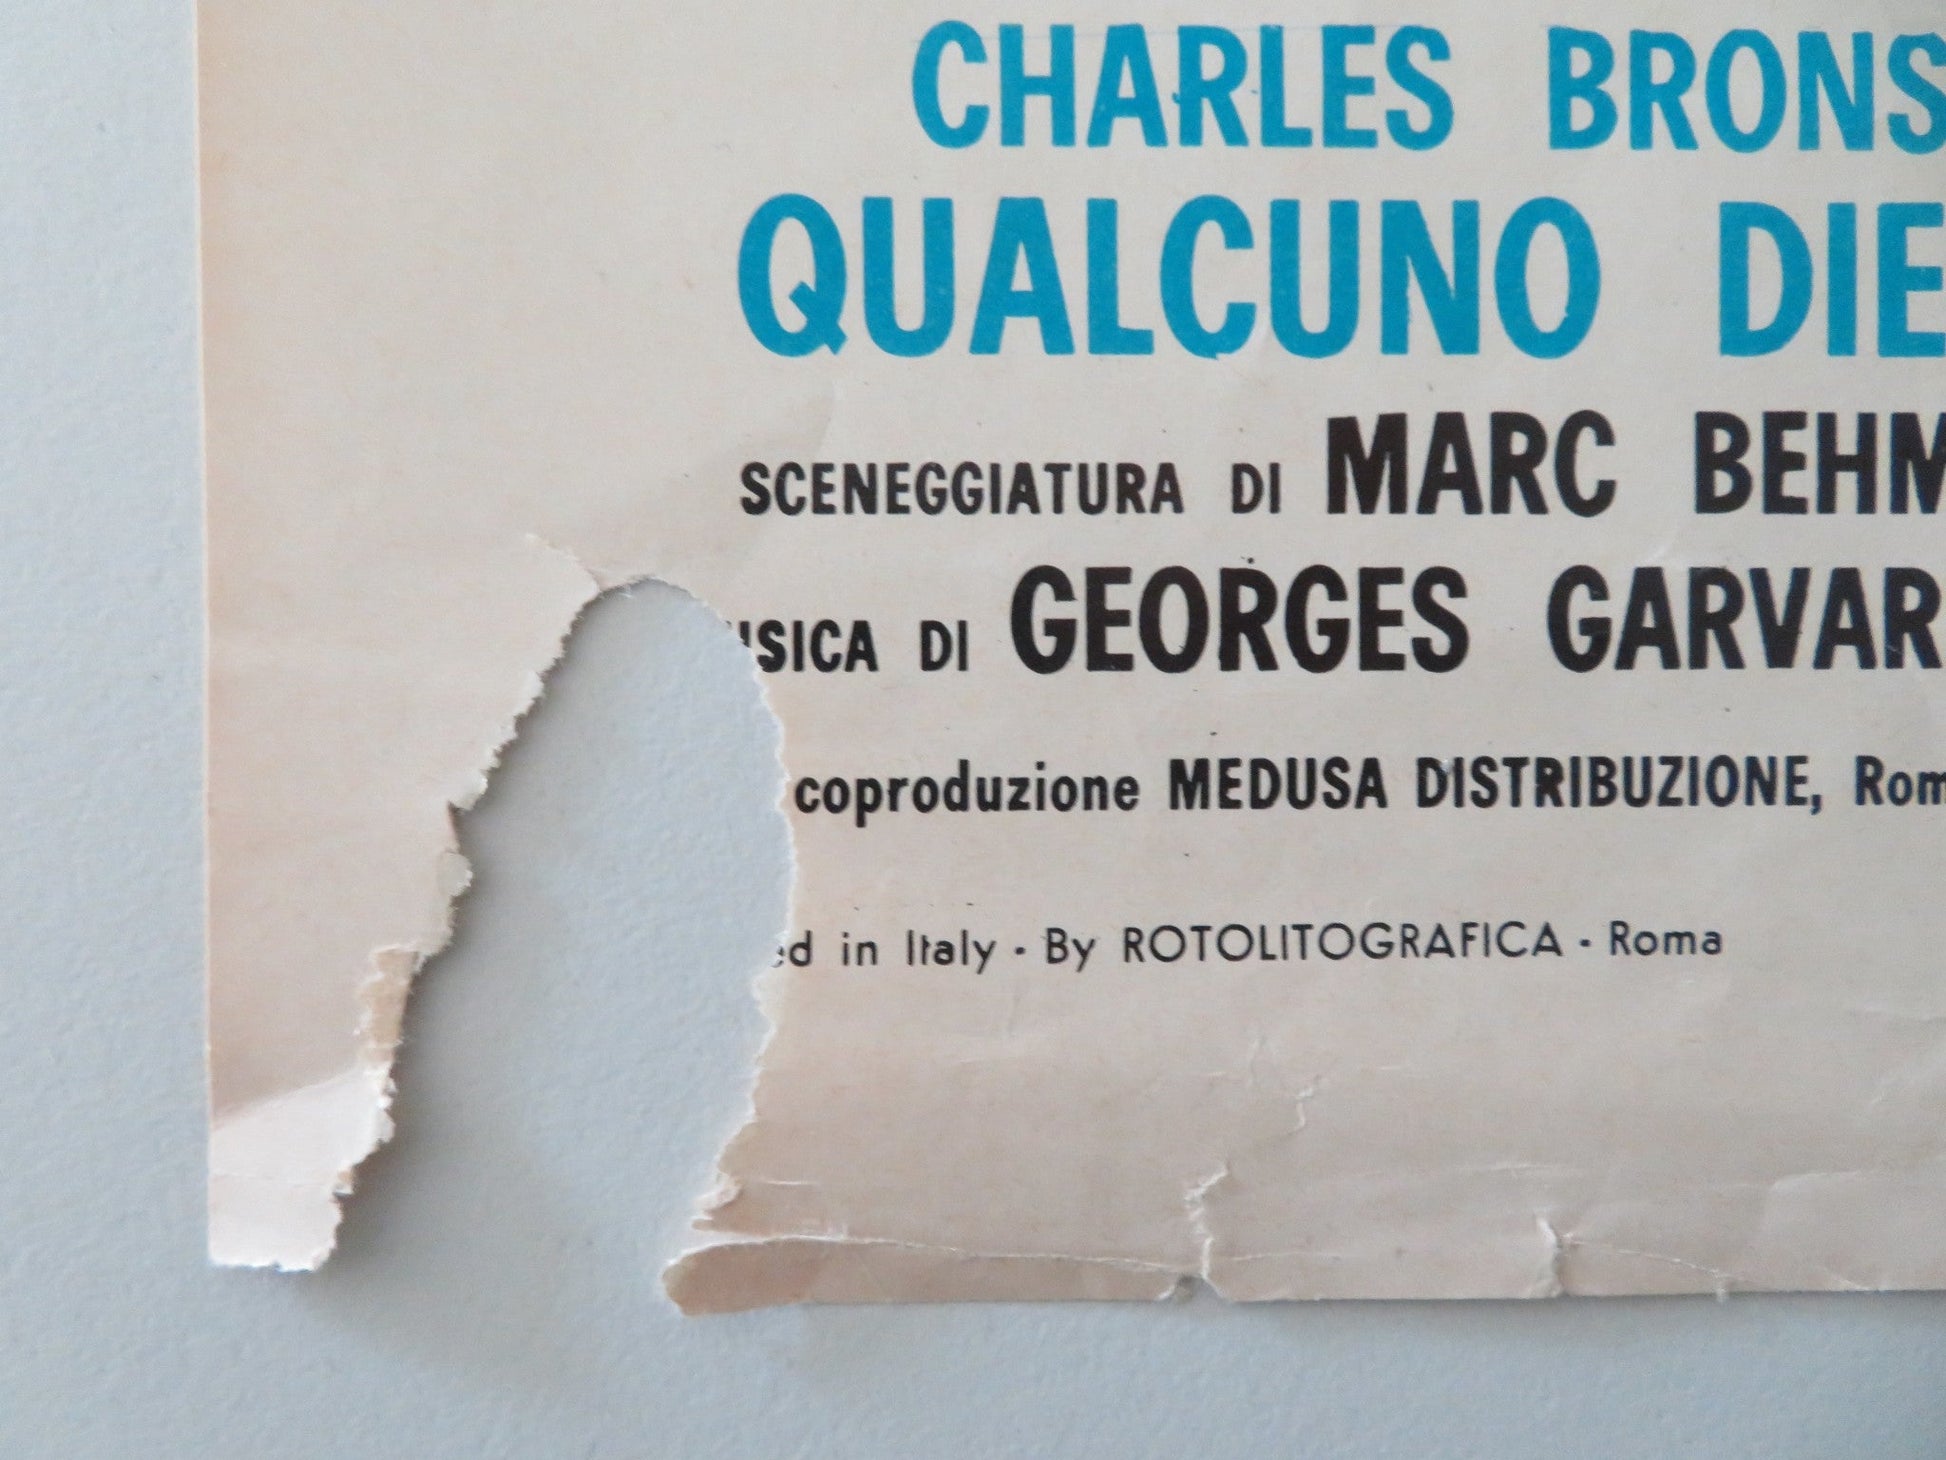 CHARLES BRONS
QUALCUNO DIE
SCENEGGIATURA DI MARC BEHM
USICA DI GEORGES GARVAR
coproduzione MEDUSA DISTRIBUZIONE, Rom
ed in Italy - By ROTOLITOGRAFICA - Roma